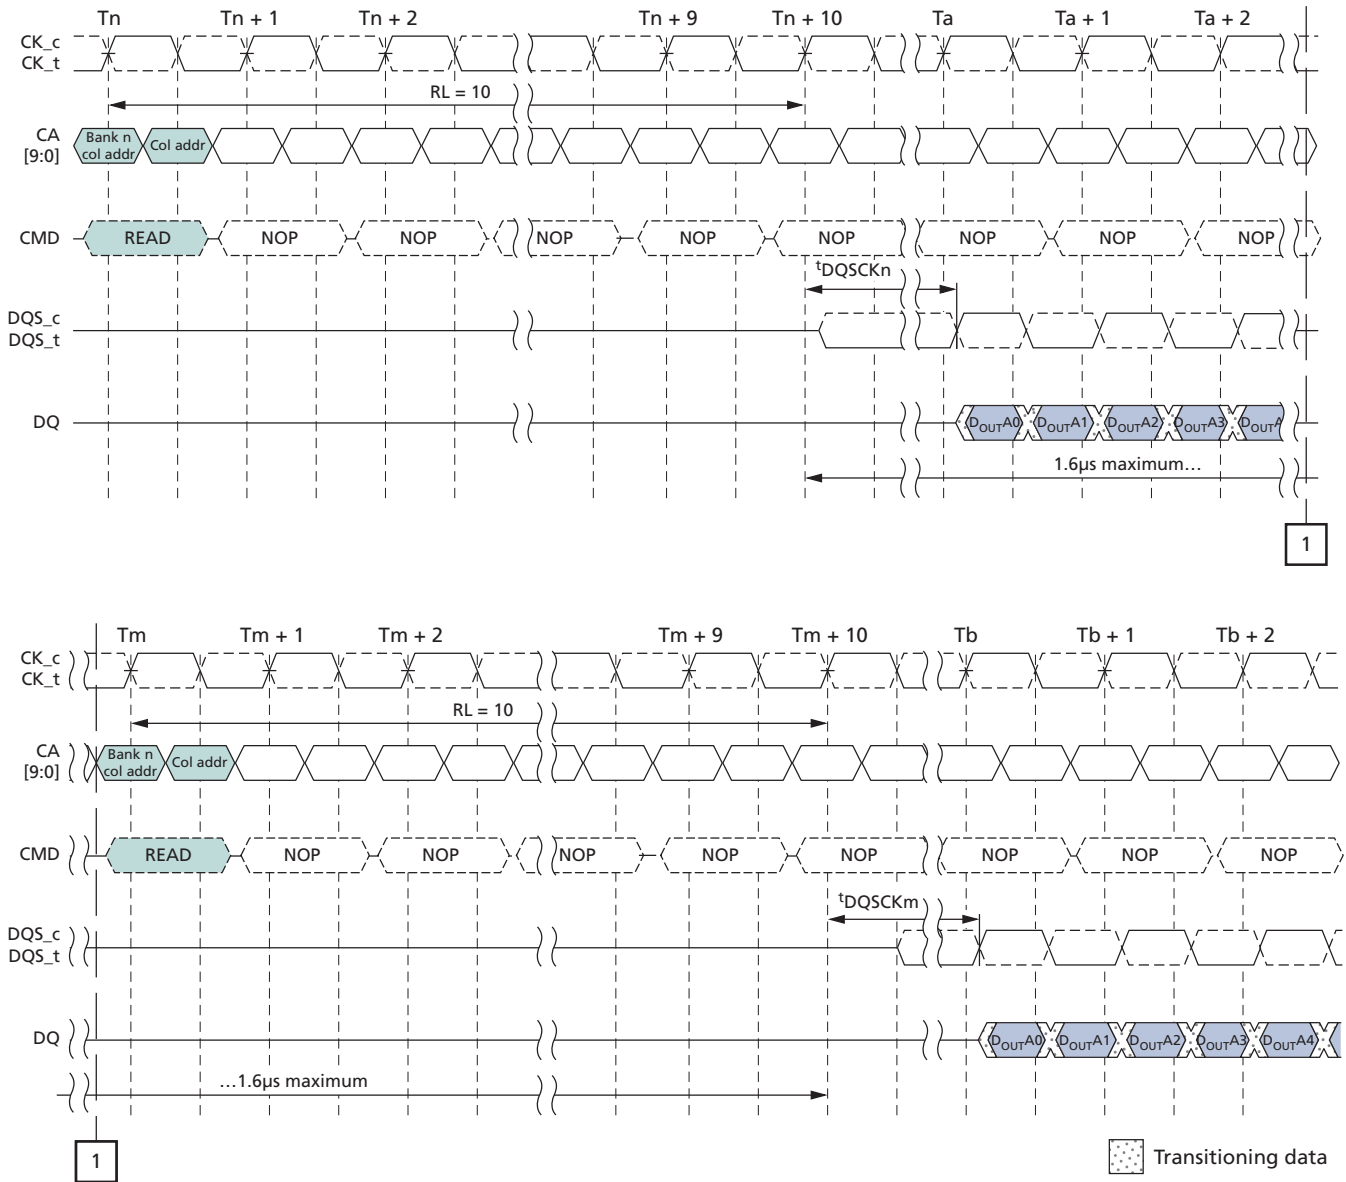 Tn Tn + 1 Tn + 2 Tn + 9 Tn + 10 Ta Ta + 1 Ta + 2
CK_c
CK_t
RL = 10
CA
[9:0]
Bank n
col addr
Col addr
CMD READ NOP NOP NOP NOP NOP NOP NOP NOP
tDQSCKn
DQS_c
DQS_t
DQ DOUTA0 DOUTA1 DOUTA2 DOUTA3 DOUTA
1.6µs maximum…
1
Tm Tm + 1 Tm + 2 Tm + 9 Tm + 10 Tb Tb + 1 Tb + 2
CK_c
CK_t
RL = 10
CA
[9:0]
Bank n
col addr
Col addr
CMD READ NOP NOP NOP NOP NOP NOP NOP NOP
tDQSCKm
DQS_c
DQS_t
DQ DOUTA0 DOUTA1 DOUTA2 DOUTA3 DOUTA4
…1.6µs maximum
1
Transitioning data